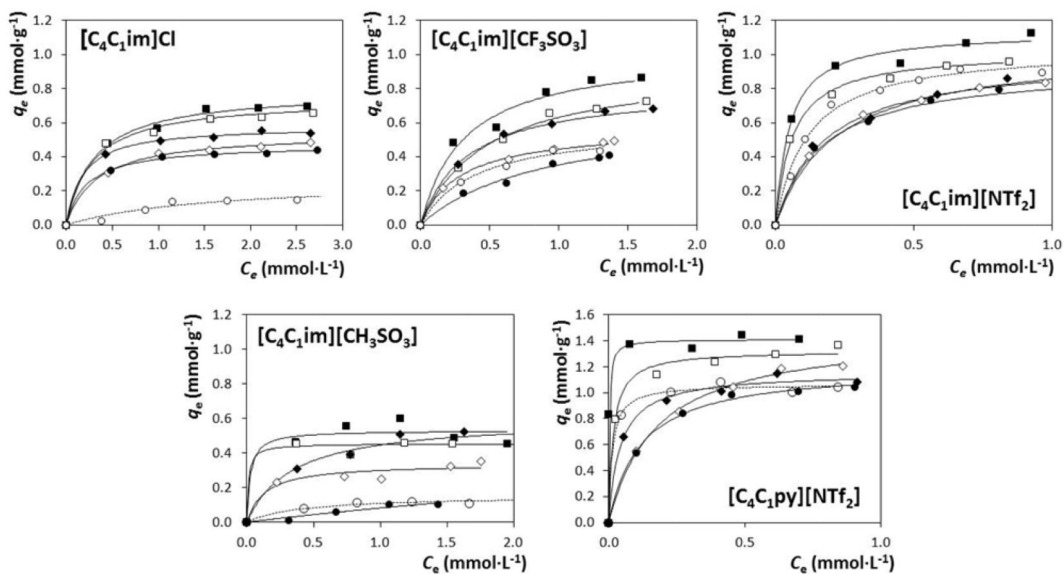 [C₄C₁im]Cl
qₑ (mmol·g⁻¹)
1.2
1.0
0.8
0.6
0.4
0.2
0.0
0.0 0.5 1.0 1.5 2.0 2.5 3.0
Cₑ (mmol·L⁻¹)
[C₄C₁im][CF₃SO₃]
qₑ (mmol·g⁻¹)
1.2
1.0
0.8
0.6
0.4
0.2
0.0
0.0 0.5 1.0 1.5 2.0
Cₑ (mmol·L⁻¹)
qₑ (mmol·g⁻¹)
1.2
1.0
0.8
0.6
0.4
0.2
0.0
[C₄C₁im][NTf₂]
0.0 0.5 1.0
Cₑ (mmol·L⁻¹)
[C₄C₁im][CH₃SO₃]
qₑ (mmol·g⁻¹)
1.2
1.0
0.8
0.6
0.4
0.2
0.0
0.0 0.5 1.0 1.5 2.0
Cₑ (mmol·L⁻¹)
qₑ (mmol·g⁻¹)
1.6
1.4
1.2
1.0
0.8
0.6
0.4
0.2
0.0
[C₄C₁py][NTf₂]
0.0 0.5 1.0
Cₑ (mmol·L⁻¹)